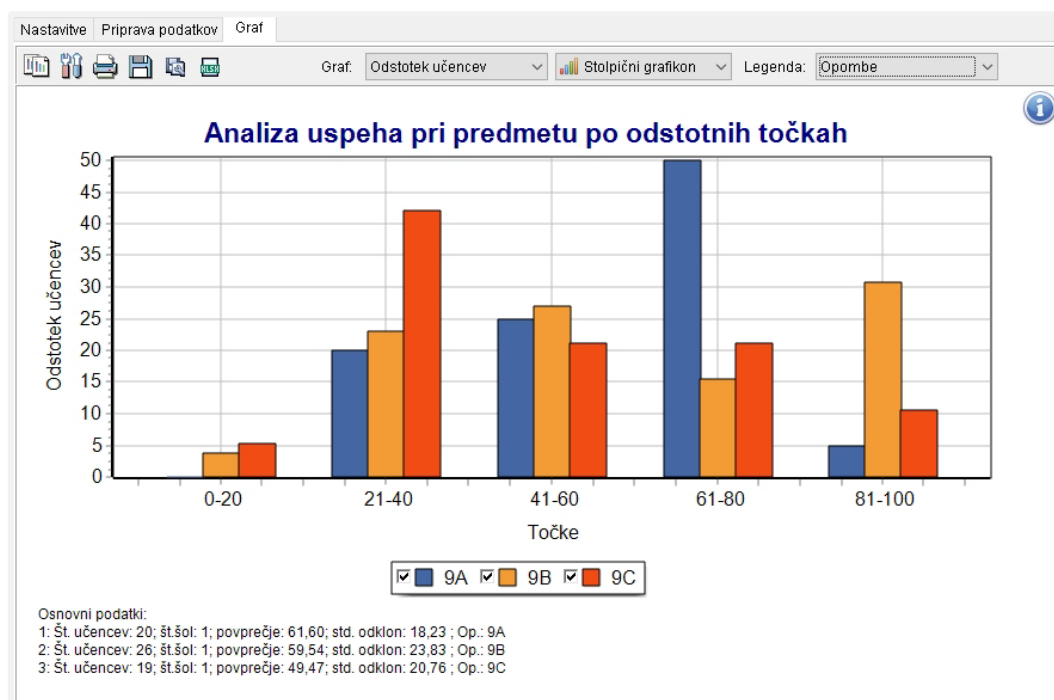 Nastavitve Priprava podatkov Graf
XLSX Graf: Odstotek učencev Stolpični grafikon Legenda: Opombe
Analiza uspeha pri predmetu po odstotnih točkah
50
45
40
35
30
25
20
15
10
5
0
Odstotek učencev
0-20 21-40 41-60 61-80 81-100
Točke
9A 9B 9C
Osnovni podatki:
1: Št. učencev: 20; št.šol: 1; povprečje: 61,60; std. odklon: 18,23 ; Op.: 9A
2: Št. učencev: 26; št.šol: 1; povprečje: 59,54; std. odklon: 23,83 ; Op.: 9B
3: Št. učencev: 19; št.šol: 1; povprečje: 49,47; std. odklon: 20,76 ; Op.: 9C